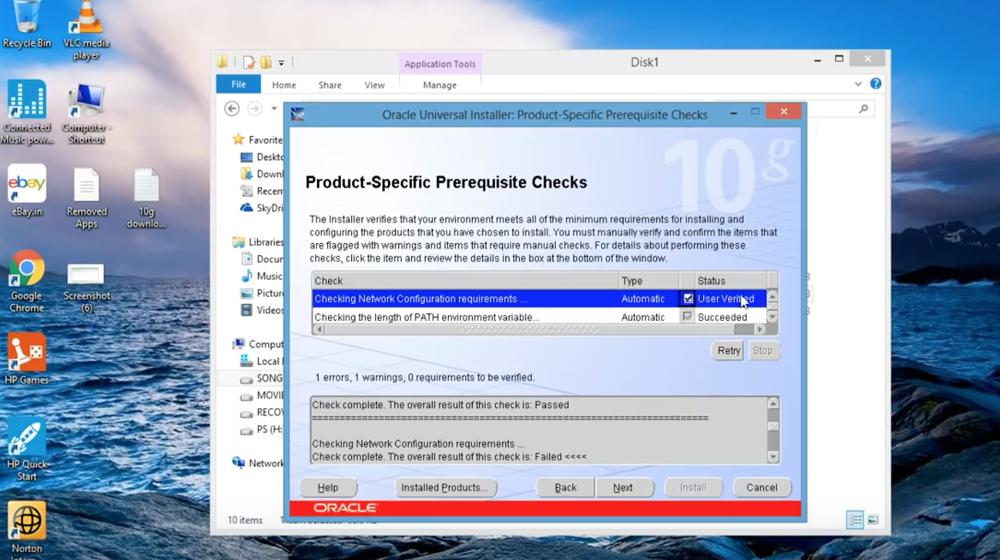 Recycle Bin
VLC media
player
Connected
Music pow...
Computer -
Shortcut
ebay
eBay.in
Removed
Apps
10g
downlo...
Google
Chrome
Screenshot
(6)
HP Games
HP Quick
Start
Norton
Application Tools
Disk1
File
Home
Share
View
Manage
Favorite
Deskto
Downl
Recen
SkyDri
Libraries
Docun
Music
Picture
Videos
Comput
Local
SONG
MOVIE
RECO
PS (H:
Network
10 items
Oracle Universal Installer: Product-Specific Prerequisite Checks
10g
Product-Specific Prerequisite Checks
The Installer verifies that your environment meets all of the minimum requirements for installing and
configuring the products that you have chosen to install. You must manually verify and confirm the items that
are flagged with warnings and items that require manual checks. For details about performing these
checks, click the item and review the details in the box at the bottom of the window.
Check Type Status
Checking Network Configuration requirements ... Automatic User Verified
Checking the length of PATH environment variable... Automatic Succeeded
Retry Stop
1 errors, 1 warnings, 0 requirements to be verified.
Check complete. The overall result of this check is: Passed
=======================================================================
Checking Network Configuration requirements ...
Check complete. The overall result of this check is: Failed <<<<
Help Installed Products... Back Next Install Cancel
ORACLE